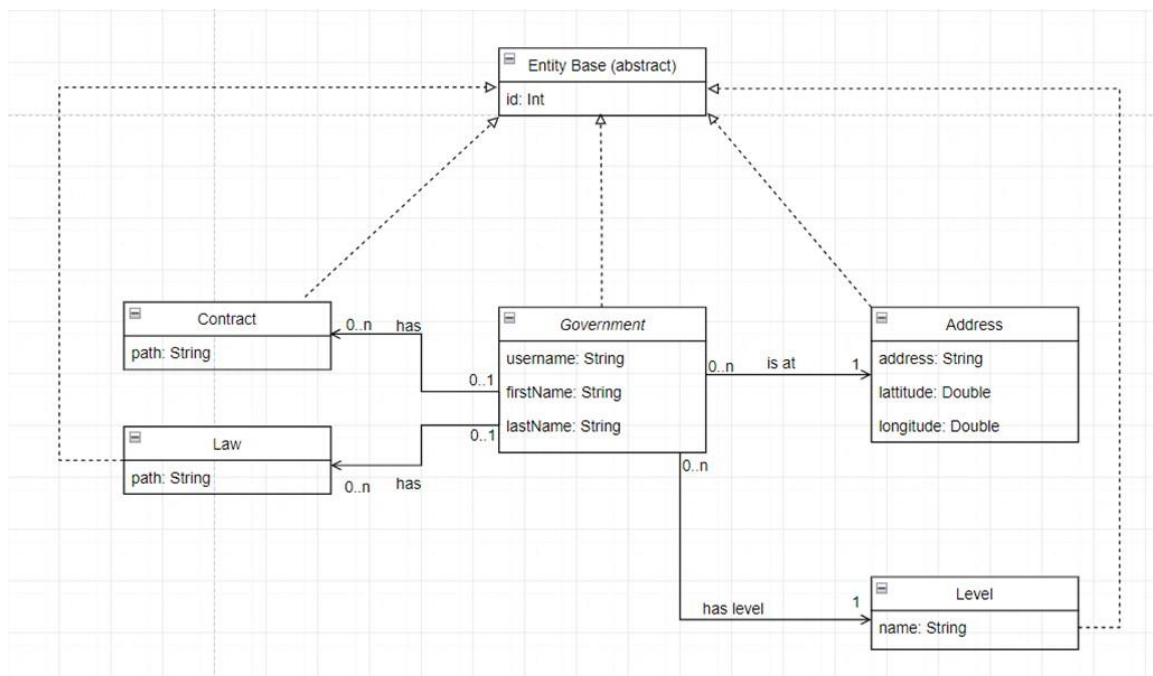 Entity Base (abstract)
id: Int
Contract
path: String
0..n
has
0..1
Government
username: String
firstName: String
lastName: String
0..n
is at
1
Address
address: String
lattitude: Double
longitude: Double
Law
path: String
0..1
0..n
has
0..n
has level
1
Level
name: String